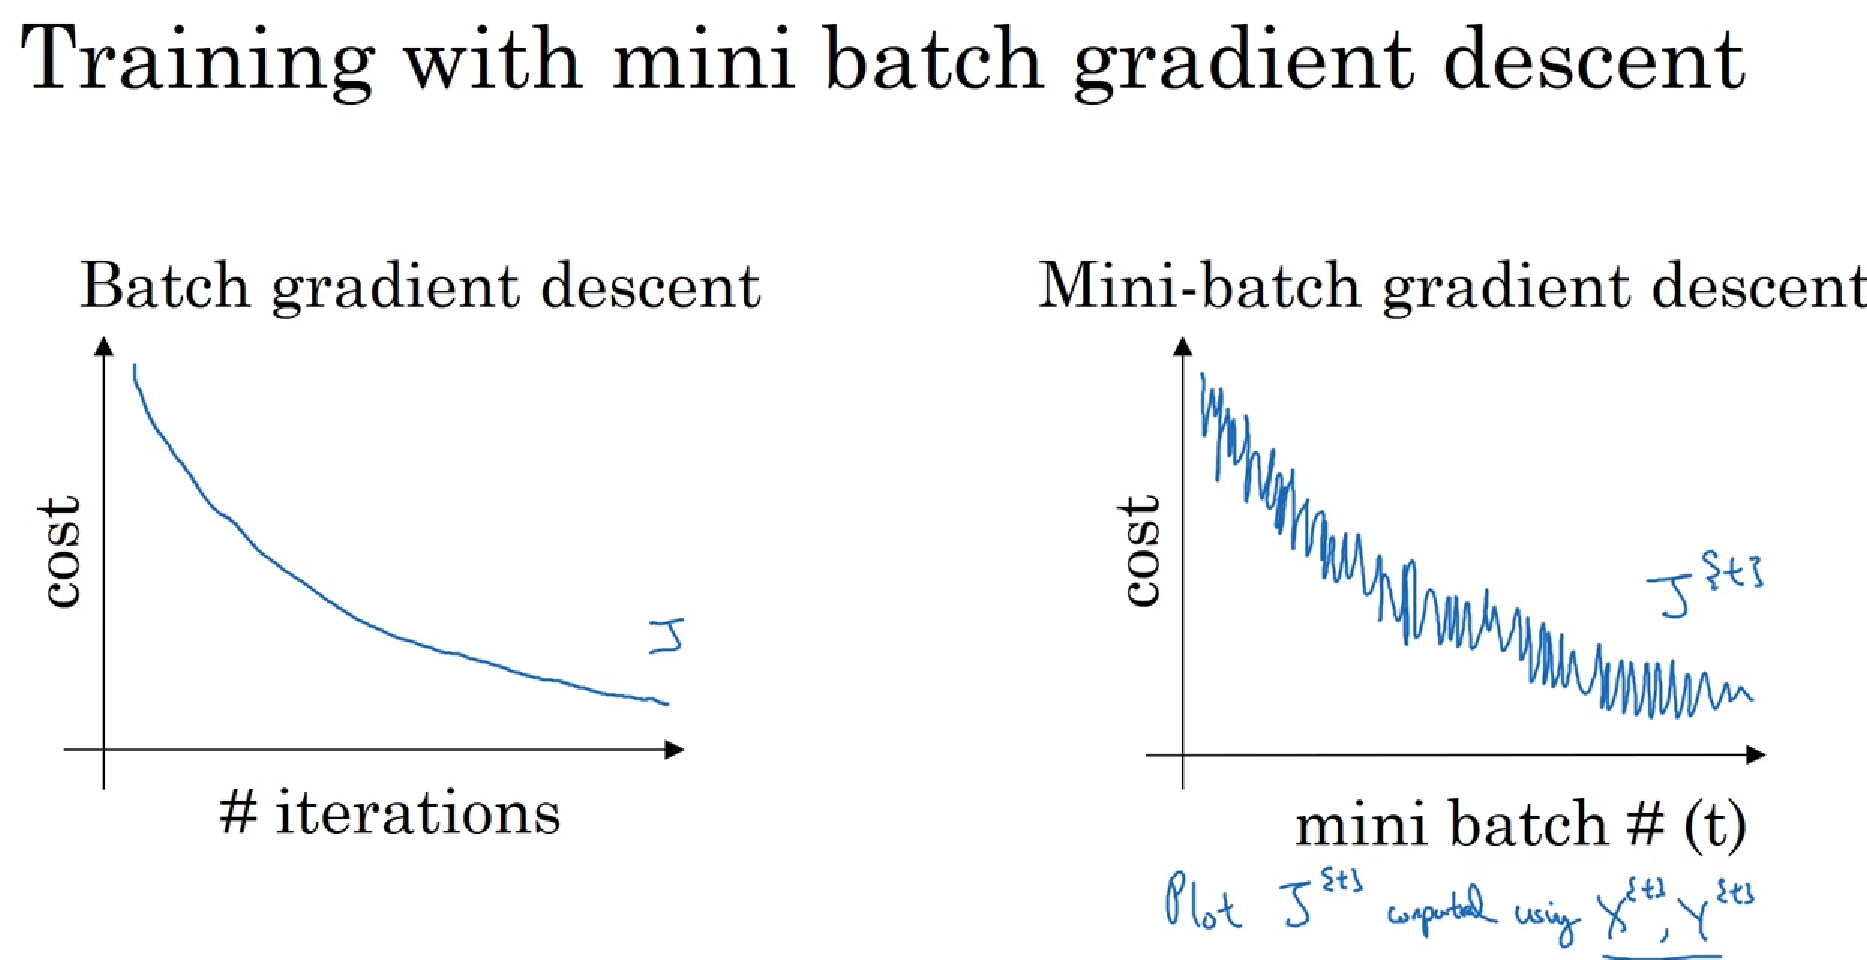 Training with mini batch gradient descent
Batch gradient descent
cost
J
# iterations
Mini-batch gradient descent
cost
J^{t}
mini batch # (t)
Plot J^{t} computed using X^{t}, Y^{t}